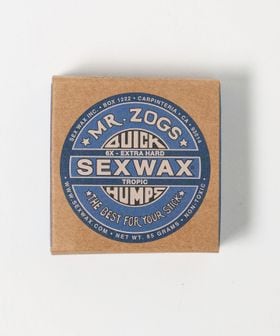 SEX WAX INC. • BOX 1222 • CARPINTERIA • CA • 93014
MR. ZOGS
QUICK
6X - EXTRA HARD
SEXWAX
TROPIC
HUMPS
THE BEST FOR YOUR STICK
WWW.SEXWAX.COM • NET WT. 85 GRAMS • NON-TOXIC